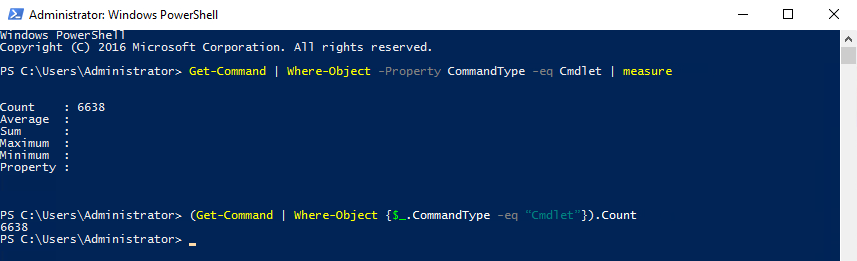 Administrator: Windows PowerShell
Windows PowerShell
Copyright (C) 2016 Microsoft Corporation. All rights reserved.
PS C:\Users\Administrator> Get-Command | Where-Object -Property CommandType -eq Cmdlet | measure
Count    : 6638
Average  :
Sum      :
Maximum  :
Minimum  :
Property :
PS C:\Users\Administrator> (Get-Command | Where-Object {$_.CommandType -eq “Cmdlet”}).Count
6638
PS C:\Users\Administrator> _